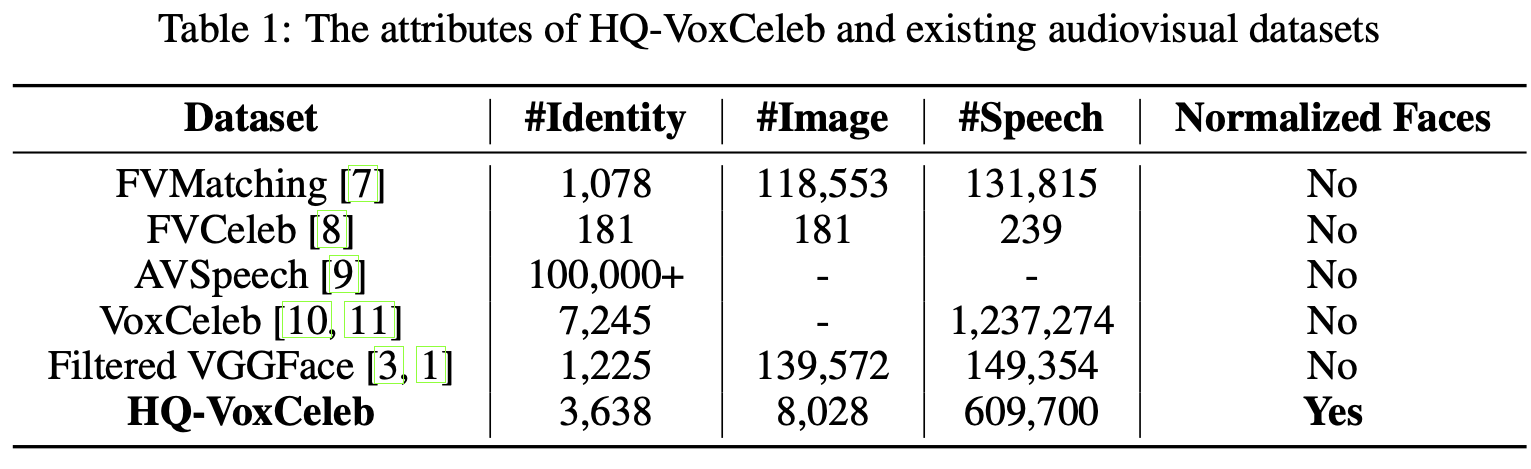 Table 1: The attributes of HQ-VoxCeleb and existing audiovisual datasets
Dataset #Identity #Image #Speech Normalized Faces
FVMatching [7] 1,078 118,553 131,815 No
FVCeleb [8] 181 181 239 No
AVSpeech [9] 100,000+ - - No
VoxCeleb [10, 11] 7,245 - 1,237,274 No
Filtered VGGFace [3, 1] 1,225 139,572 149,354 No
HQ-VoxCeleb 3,638 8,028 609,700 Yes